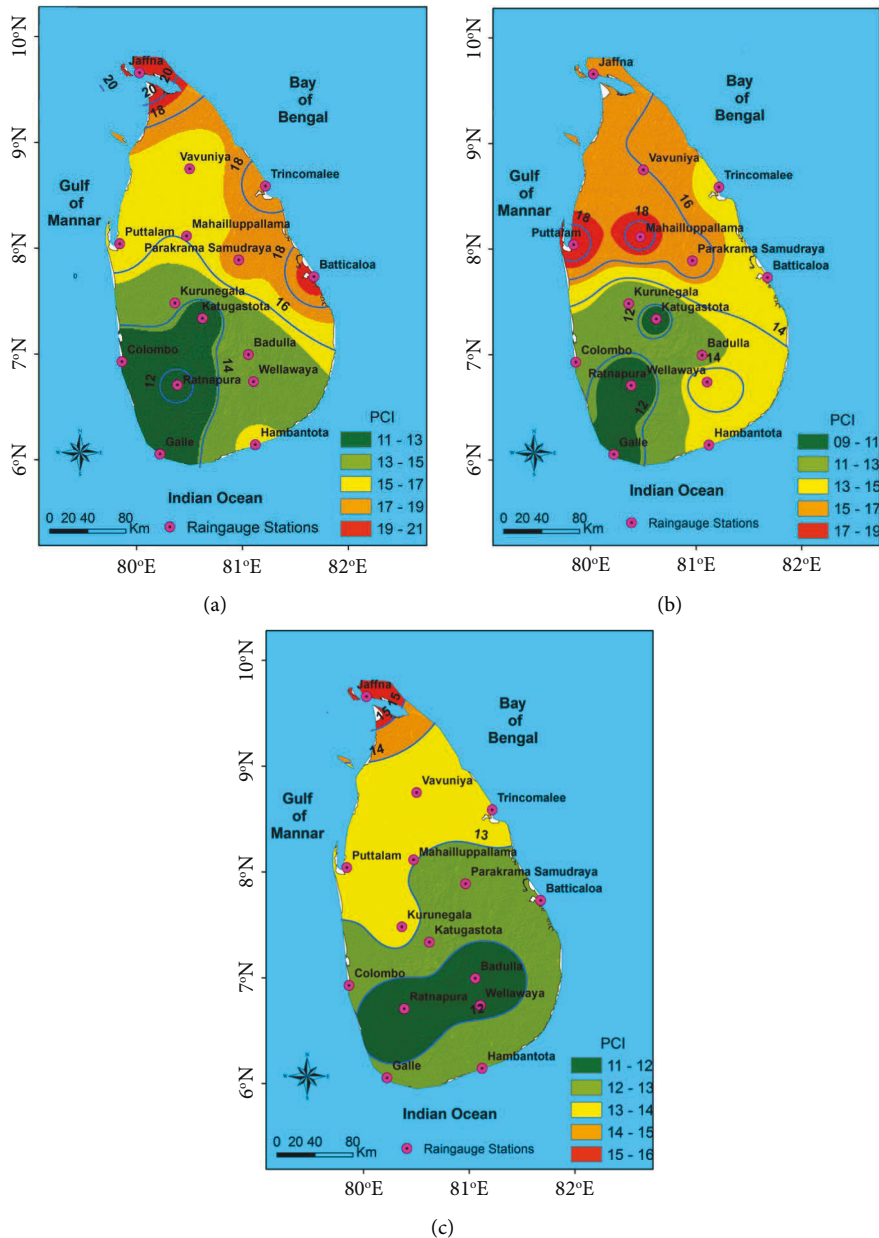 10°N
9°N
8°N
7°N
6°N
Jaffna
20
20
20
18
Bay
of
Bengal
Vavuniya
18
Trincomalee
Gulf
of
Mannar
Puttalam
Mahailluppallama
Parakrama Samudraya
18
Batticaloa
0
Kurunegala
16
Katugastota
Colombo
Badulla
14
Wellawaya
12
Ratnapura
Hambantota
Galle
PCI
11 - 13
13 - 15
15 - 17
17 - 19
19 - 21
Indian Ocean
0 20 40 80
Km
Raingauge Stations
80°E
81°E
82°E
(a)
10°N
9°N
8°N
7°N
6°N
Jaffna
Bay
of
Bengal
Vavuniya
Trincomalee
16
Gulf
of
Mannar
18
18
Puttalam
Mahailluppallama
Parakrama Samudraya
Batticaloa
Kurunegala
12
Katugastota
14
Colombo
Badulla
14
Ratnapura
Wellawaya
12
Hambantota
Galle
PCI
09 - 11
11 - 13
13 - 15
15 - 17
17 - 19
Indian Ocean
0 20 40 80
Km
Raingauge Stations
80°E
81°E
82°E
(b)
10°N
9°N
8°N
7°N
6°N
Jaffna
15
15
14
Bay
of
Bengal
Vavuniya
Trincomalee
Gulf
of
Mannar
13
Puttalam
Mahailluppallama
Parakrama Samudraya
Batticaloa
Kurunegala
Katugastota
Colombo
Badulla
Ratnapura
Wellawaya
12
Galle
Hambantota
PCI
11 - 12
12 - 13
13 - 14
14 - 15
15 - 16
Indian Ocean
0 20 40 80
Km
Raingauge Stations
80°E
81°E
82°E
(c)